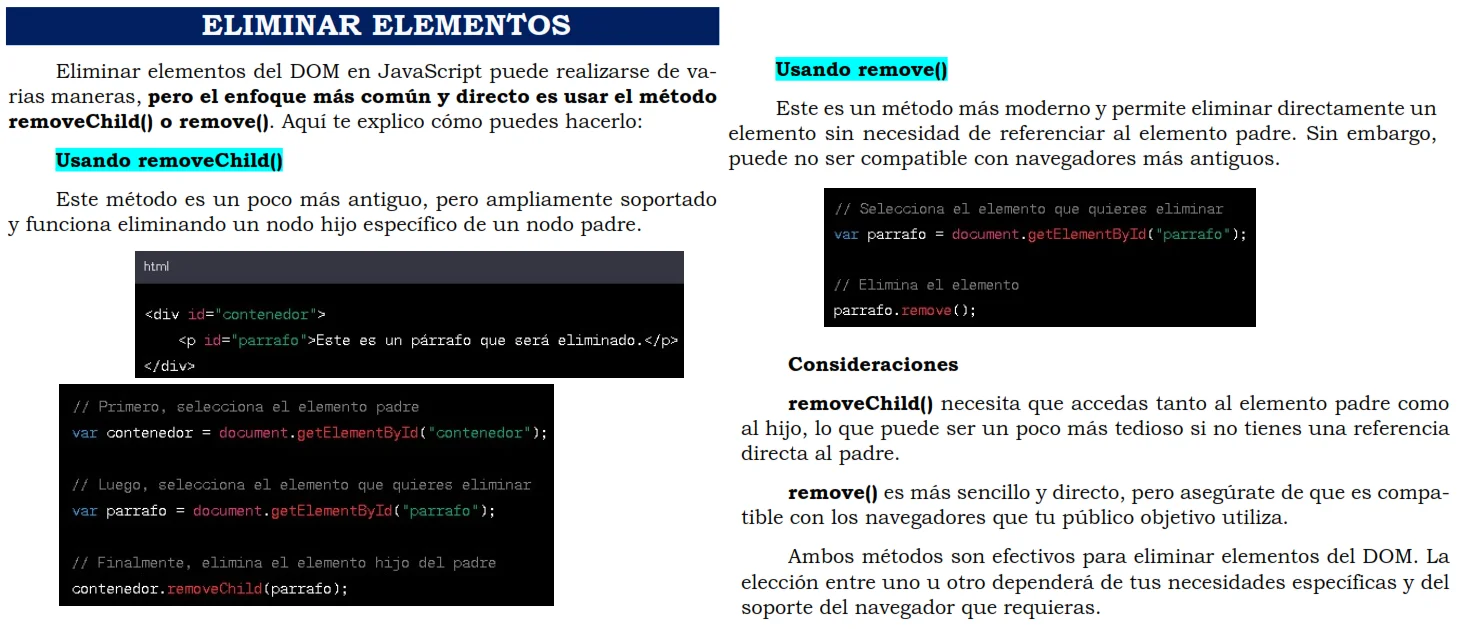 ELIMINAR ELEMENTOS
Eliminar elementos del DOM en JavaScript puede realizarse de va-
rias maneras, pero el enfoque más común y directo es usar el método
removeChild() o remove(). Aquí te explico cómo puedes hacerlo:
Usando removeChild()
Este método es un poco más antiguo, pero ampliamente soportado
y funciona eliminando un nodo hijo específico de un nodo padre.
html
<div id="contenedor">
    <p id="parrafo">Este es un párrafo que será eliminado.</p>
</div>
// Primero, selecciona el elemento padre
var contenedor = document.getElementById("contenedor");
// Luego, selecciona el elemento que quieres eliminar
var parrafo = document.getElementById("parrafo");
// Finalmente, elimina el elemento hijo del padre
contenedor.removeChild(parrafo);
Usando remove()
Este es un método más moderno y permite eliminar directamente un
elemento sin necesidad de referenciar al elemento padre. Sin embargo,
puede no ser compatible con navegadores más antiguos.
// Selecciona el elemento que quieres eliminar
var parrafo = document.getElementById("parrafo");
// Elimina el elemento
parrafo.remove();
Consideraciones
removeChild() necesita que accedas tanto al elemento padre como
al hijo, lo que puede ser un poco más tedioso si no tienes una referencia
directa al padre.
remove() es más sencillo y directo, pero asegúrate de que es compa-
tible con los navegadores que tu público objetivo utiliza.
Ambos métodos son efectivos para eliminar elementos del DOM. La
elección entre uno u otro dependerá de tus necesidades específicas y del
soporte del navegador que requieras.